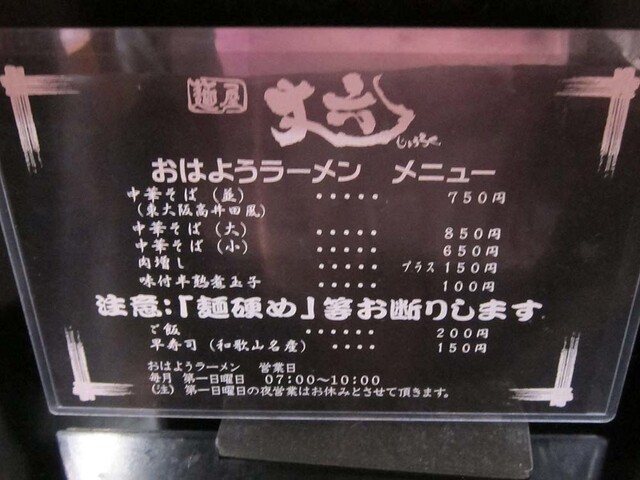 麺屋 丈六
じょうろく
おはようラーメン メニュー
中華そば(並) ・・・・・ 750円
(東大阪高井田風)
中華そば(大) ・・・・・ 850円
中華そば(小) ・・・・・ 650円
肉増し ・・・・・ プラス150円
味付半熟煮玉子 ・・・・・ 100円
注意:「麺硬め」等お断りします
ご飯 ・・・・・・ 200円
早寿司(和歌山名産) ・・・・ 150円
おはようラーメン 営業日
毎月 第一日曜日 07:00〜10:00
(注) 第一日曜日の夜営業はお休みとさせて頂きます。